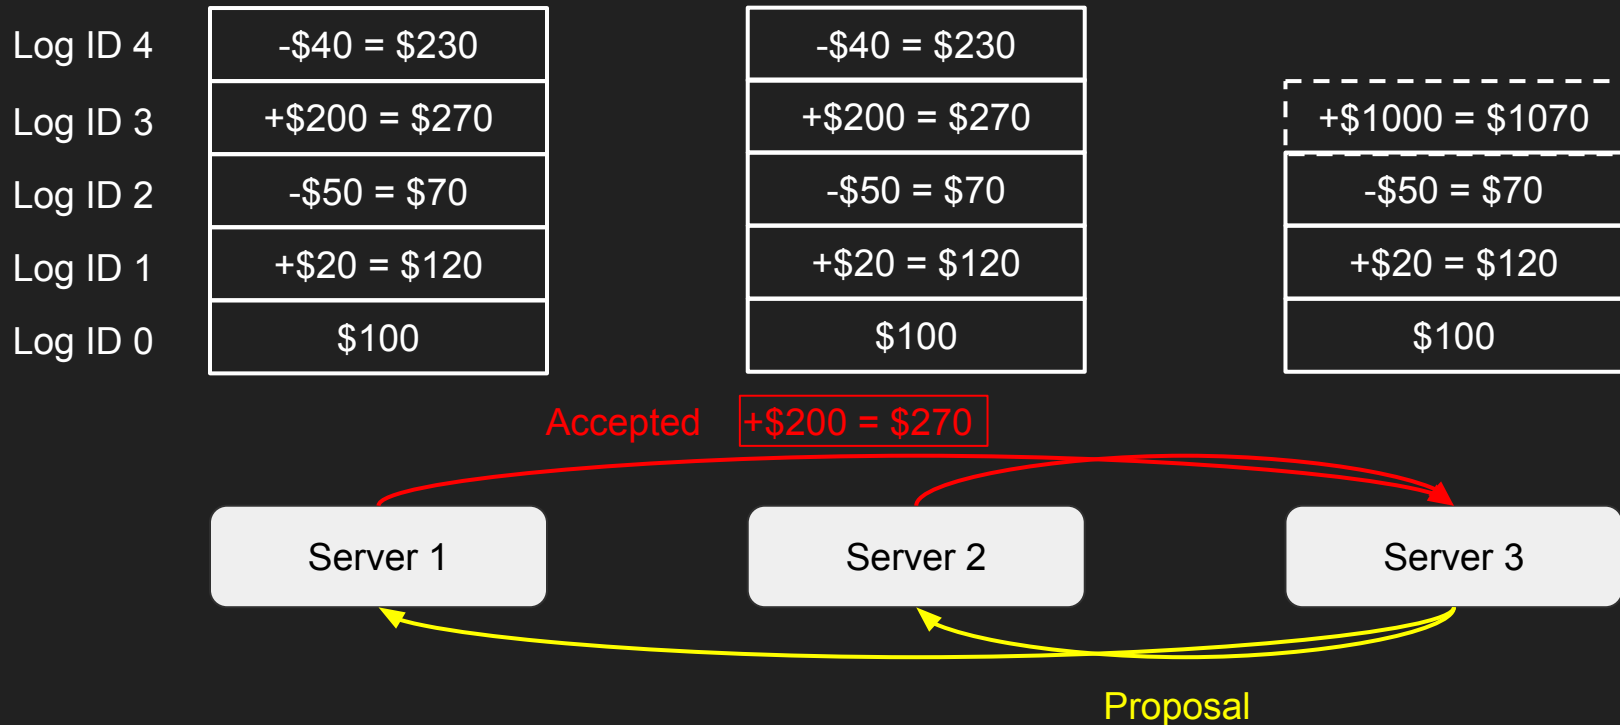 Log ID 4 -$40 = $230 -$40 = $230
Log ID 3 +$200 = $270 +$200 = $270 +$1000 = $1070
Log ID 2 -$50 = $70 -$50 = $70 -$50 = $70
Log ID 1 +$20 = $120 +$20 = $120 +$20 = $120
Log ID 0 $100 $100 $100
Accepted +$200 = $270
Server 1 Server 2 Server 3
Proposal